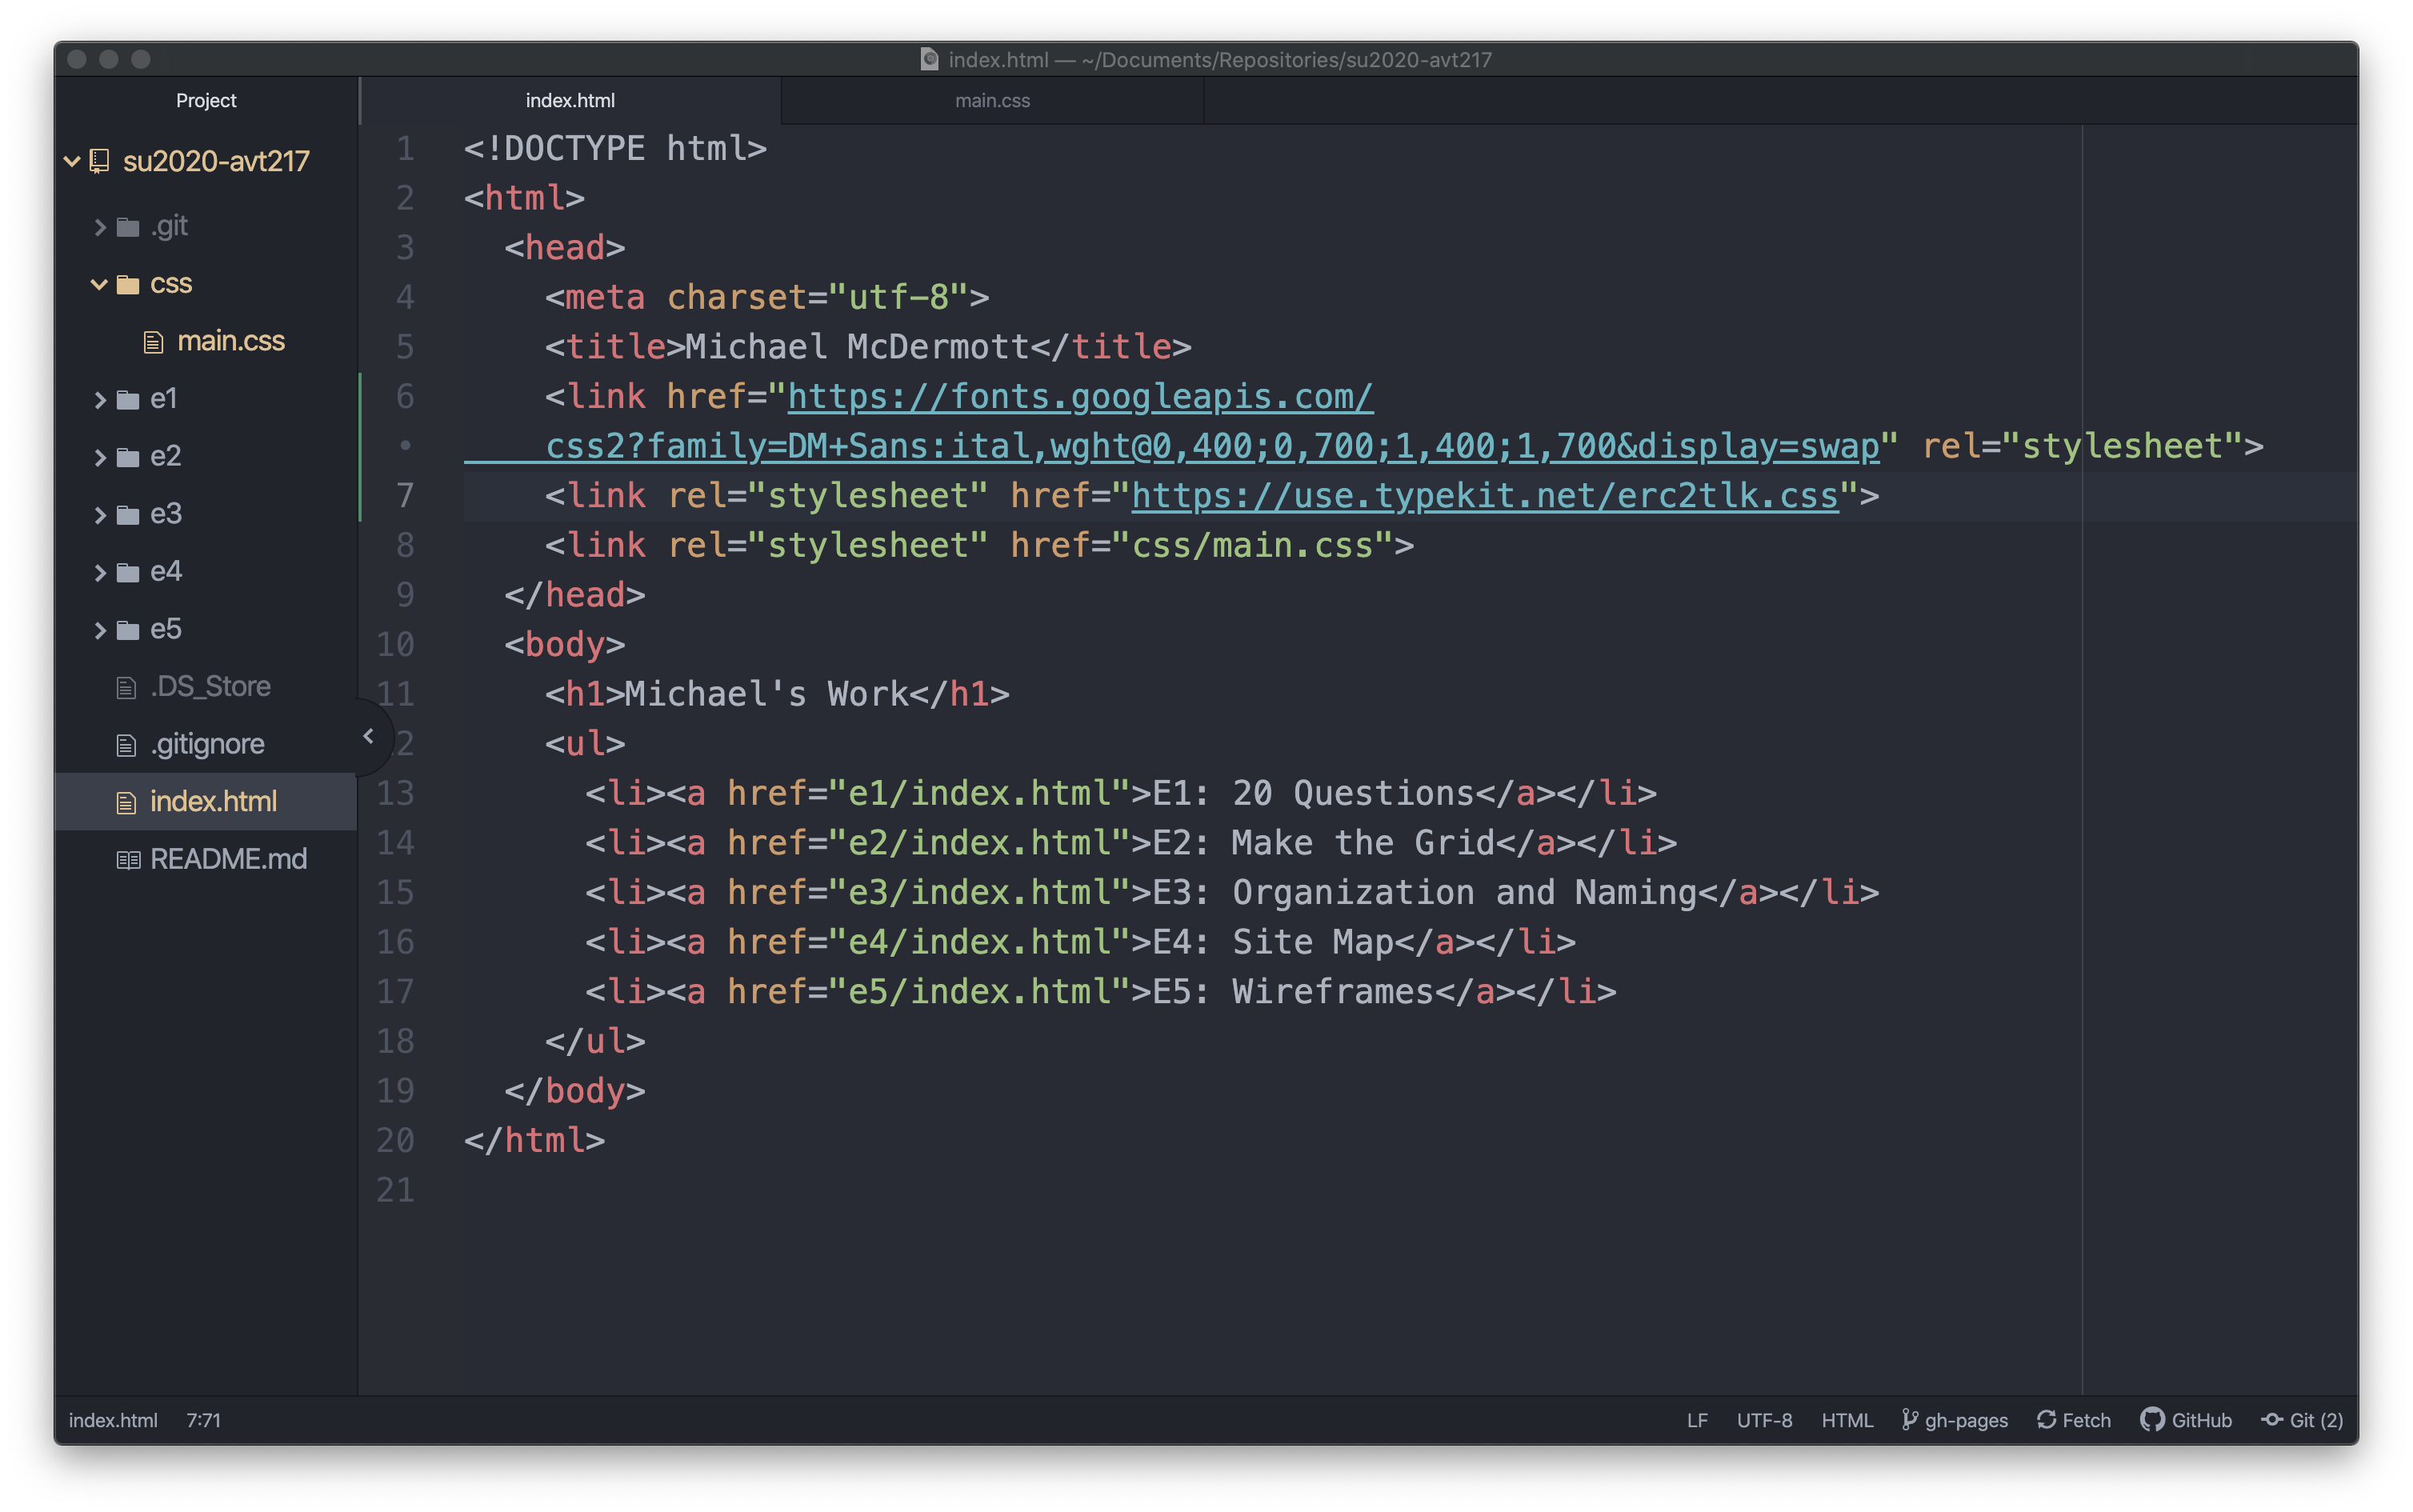 index.html — ~/Documents/Repositories/su2020-avt217
Project
index.html
main.css
su2020-avt217
.git
css
main.css
e1
e2
e3
e4
e5
.DS_Store
.gitignore
index.html
README.md
1 <!DOCTYPE html>
2 <html>
3 <head>
4 <meta charset="utf-8">
5 <title>Michael McDermott</title>
6 <link href="https://fonts.googleapis.com/
• css2?family=DM+Sans:ital,wght@0,400;0,700;1,400;1,700&display=swap" rel="stylesheet">
7 <link rel="stylesheet" href="https://use.typekit.net/erc2tlk.css">
8 <link rel="stylesheet" href="css/main.css">
9 </head>
10 <body>
11 <h1>Michael's Work</h1>
2 <ul>
13 <li><a href="e1/index.html">E1: 20 Questions</a></li>
14 <li><a href="e2/index.html">E2: Make the Grid</a></li>
15 <li><a href="e3/index.html">E3: Organization and Naming</a></li>
16 <li><a href="e4/index.html">E4: Site Map</a></li>
17 <li><a href="e5/index.html">E5: Wireframes</a></li>
18 </ul>
19 </body>
20 </html>
21
index.html 7:71 LF UTF-8 HTML gh-pages Fetch GitHub Git (2)